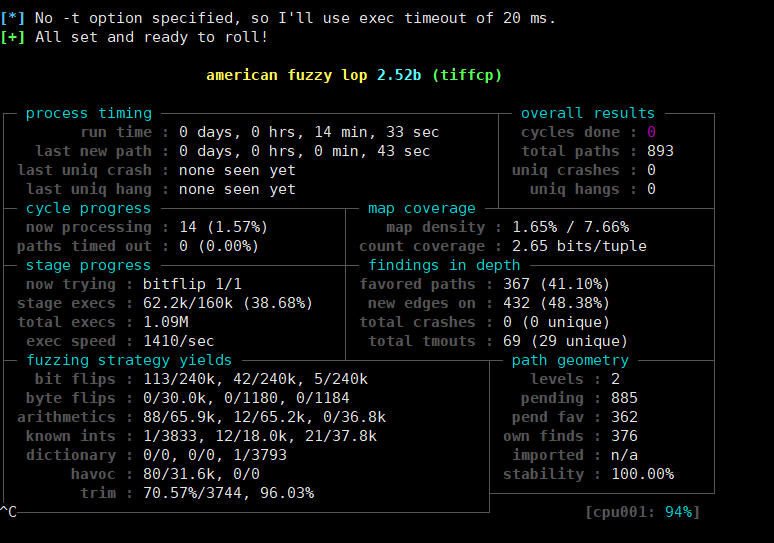 [*] No -t option specified, so I'll use exec timeout of 20 ms.
[+] All set and ready to roll!
american fuzzy lop 2.52b (tiffcp)
process timing overall results
run time : 0 days, 0 hrs, 14 min, 33 sec cycles done : 0
last new path : 0 days, 0 hrs, 0 min, 43 sec total paths : 893
last uniq crash : none seen yet uniq crashes : 0
last uniq hang : none seen yet uniq hangs : 0
cycle progress map coverage
now processing : 14 (1.57%) map density : 1.65% / 7.66%
paths timed out : 0 (0.00%) count coverage : 2.65 bits/tuple
stage progress findings in depth
now trying : bitflip 1/1 favored paths : 367 (41.10%)
stage execs : 62.2k/160k (38.68%) new edges on : 432 (48.38%)
total execs : 1.09M total crashes : 0 (0 unique)
exec speed : 1410/sec total tmouts : 69 (29 unique)
fuzzing strategy yields path geometry
bit flips : 113/240k, 42/240k, 5/240k levels : 2
byte flips : 0/30.0k, 0/1180, 0/1184 pending : 885
arithmetics : 88/65.9k, 12/65.2k, 0/36.8k pend fav : 362
known ints : 1/3833, 12/18.0k, 21/37.8k own finds : 376
dictionary : 0/0, 0/0, 1/3793 imported : n/a
havoc : 80/31.6k, 0/0 stability : 100.00%
trim : 70.57%/3744, 96.03%
^C [cpu001: 94%]